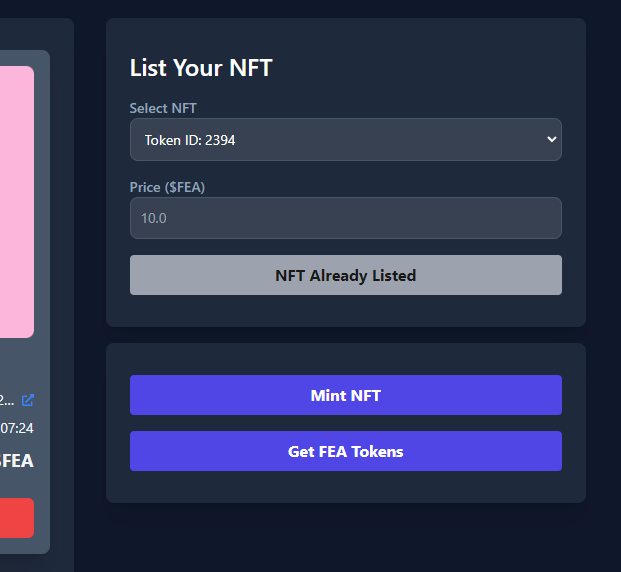 List Your NFT
Select NFT
Token ID: 2394
Price ($FEA)
10.0
NFT Already Listed
Mint NFT
Get FEA Tokens
2...
07:24
$FEA